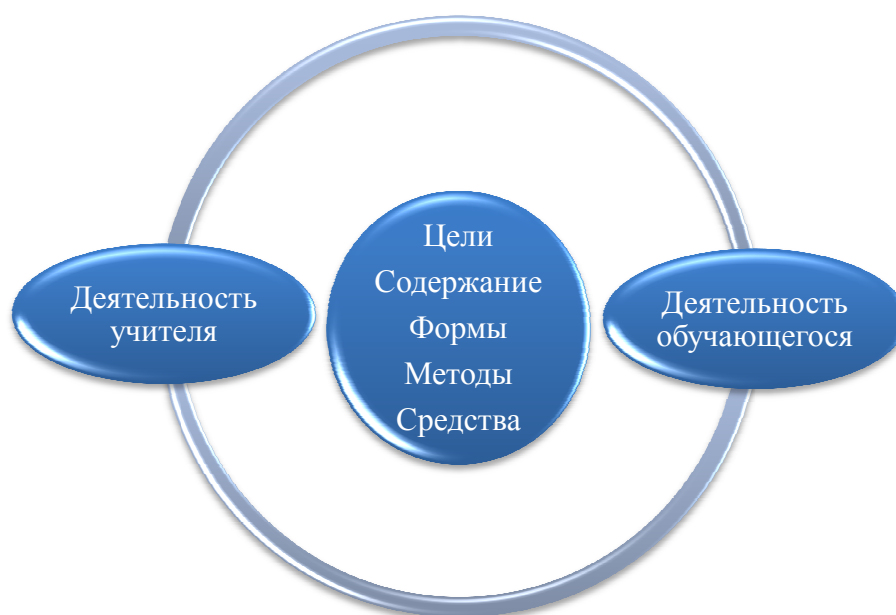 Деятельность
учителя
Цели
Содержание
Формы
Методы
Средства
Деятельность
обучающегося